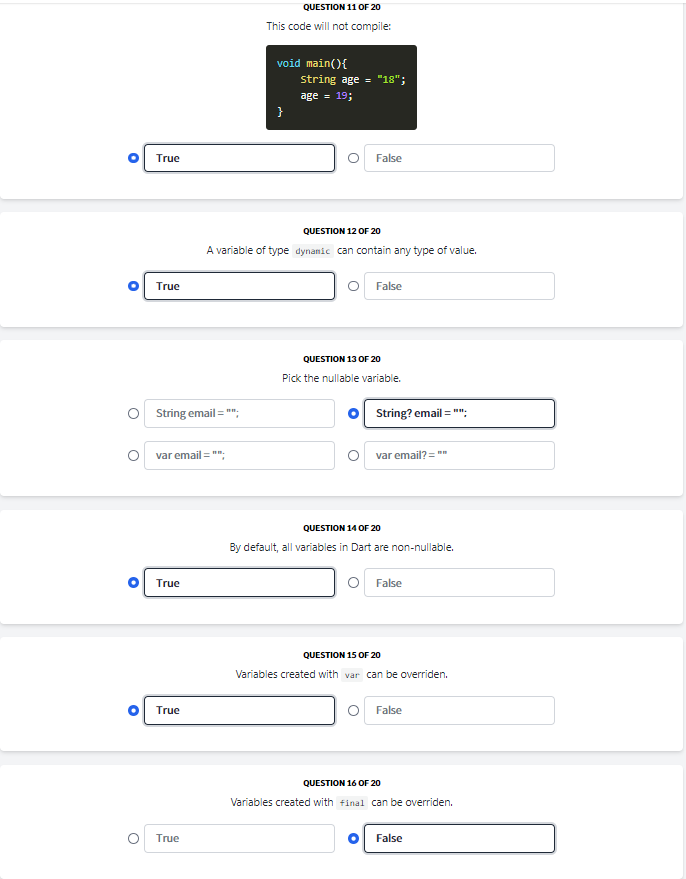 QUESTION 11 OF 20
This code will not compile:
void main(){
String age = "18";
age = 19;
}
True
False
QUESTION 12 OF 20
A variable of type dynamic can contain any type of value.
True
False
QUESTION 13 OF 20
Pick the nullable variable.
String email = "";
String? email = "";
var email = "";
var email? = ""
QUESTION 14 OF 20
By default, all variables in Dart are non-nullable.
True
False
QUESTION 15 OF 20
Variables created with var can be overriden.
True
False
QUESTION 16 OF 20
Variables created with final can be overriden.
True
False